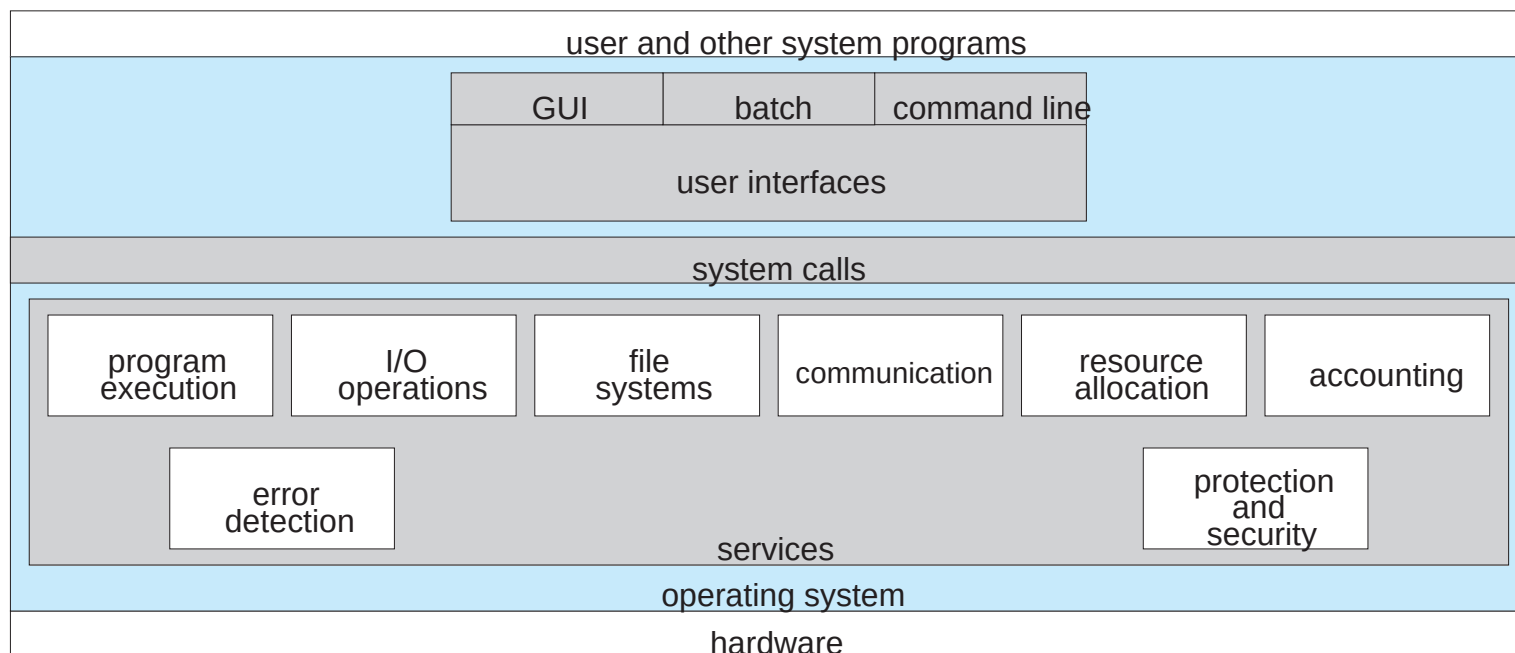 user and other system programs
GUI
batch
command line
user interfaces
system calls
program
execution
I/O
operations
file
systems
communication
resource
allocation
accounting
error
detection
protection
and
security
services
operating system
hardware